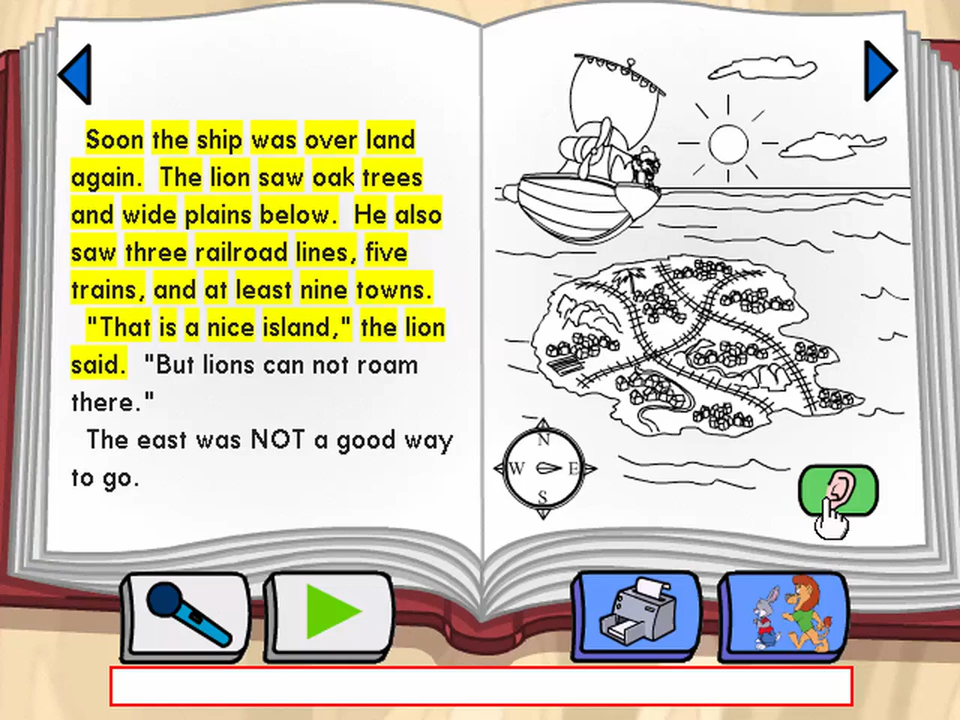 Soon the ship was over land
again. The lion saw oak trees
and wide plains below. He also
saw three railroad lines, five
trains, and at least nine towns.
"That is a nice island," the lion
said. "But lions can not roam
there."
The east was NOT a good way
to go.
N
W E
S